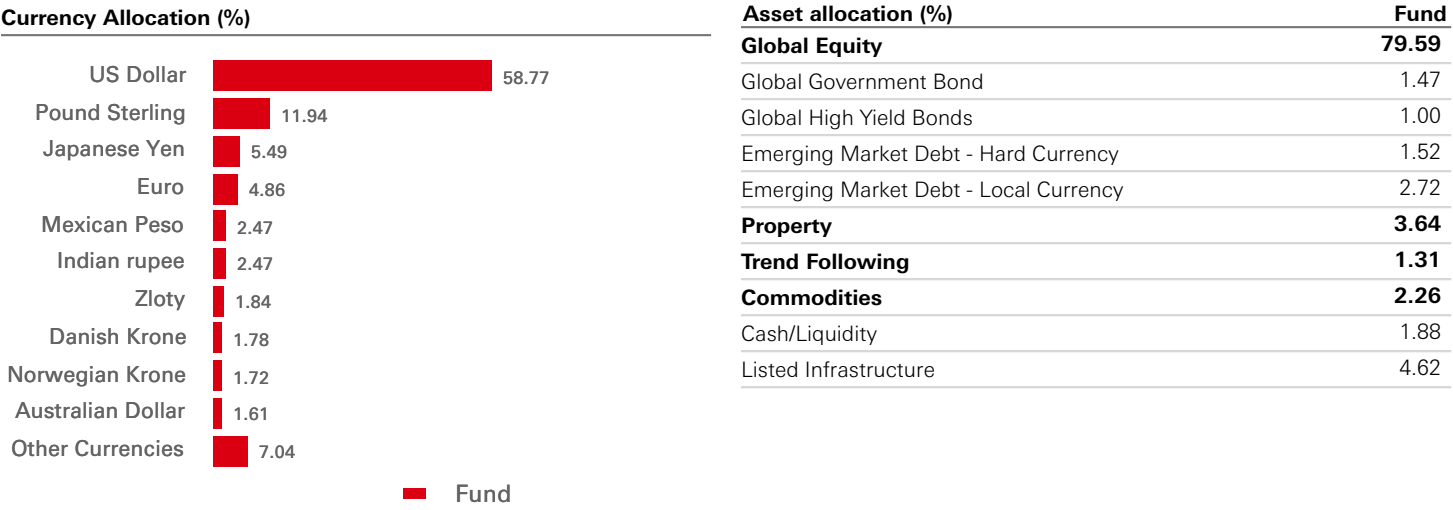 Currency Allocation (%)
US Dollar 58.77
Pound Sterling 11.94
Japanese Yen 5.49
Euro 4.86
Mexican Peso 2.47
Indian rupee 2.47
Zloty 1.84
Danish Krone 1.78
Norwegian Krone 1.72
Australian Dollar 1.61
Other Currencies 7.04
Fund
Asset allocation (%) Fund
Global Equity 79.59
Global Government Bond 1.47
Global High Yield Bonds 1.00
Emerging Market Debt - Hard Currency 1.52
Emerging Market Debt - Local Currency 2.72
Property 3.64
Trend Following 1.31
Commodities 2.26
Cash/Liquidity 1.88
Listed Infrastructure 4.62